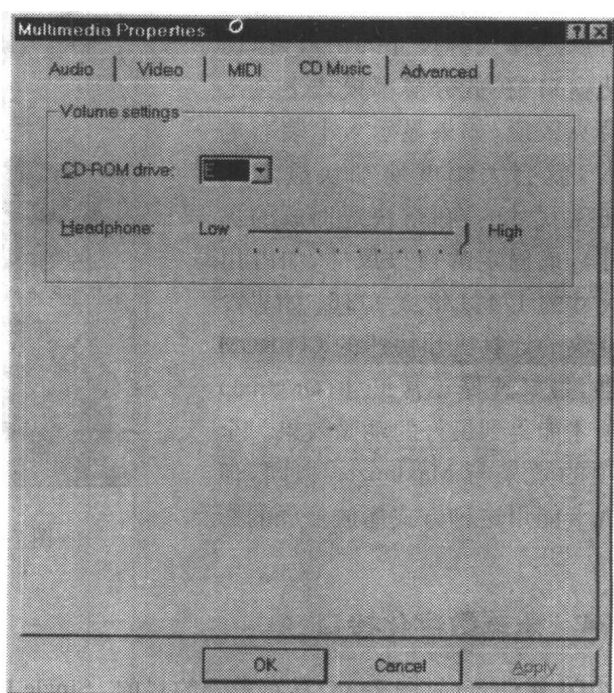 Multimedia Properties
Audio Video MIDI CD Music Advanced
Volume settings
CD-ROM drive: E
Headphone: Low High
OK Cancel Apply